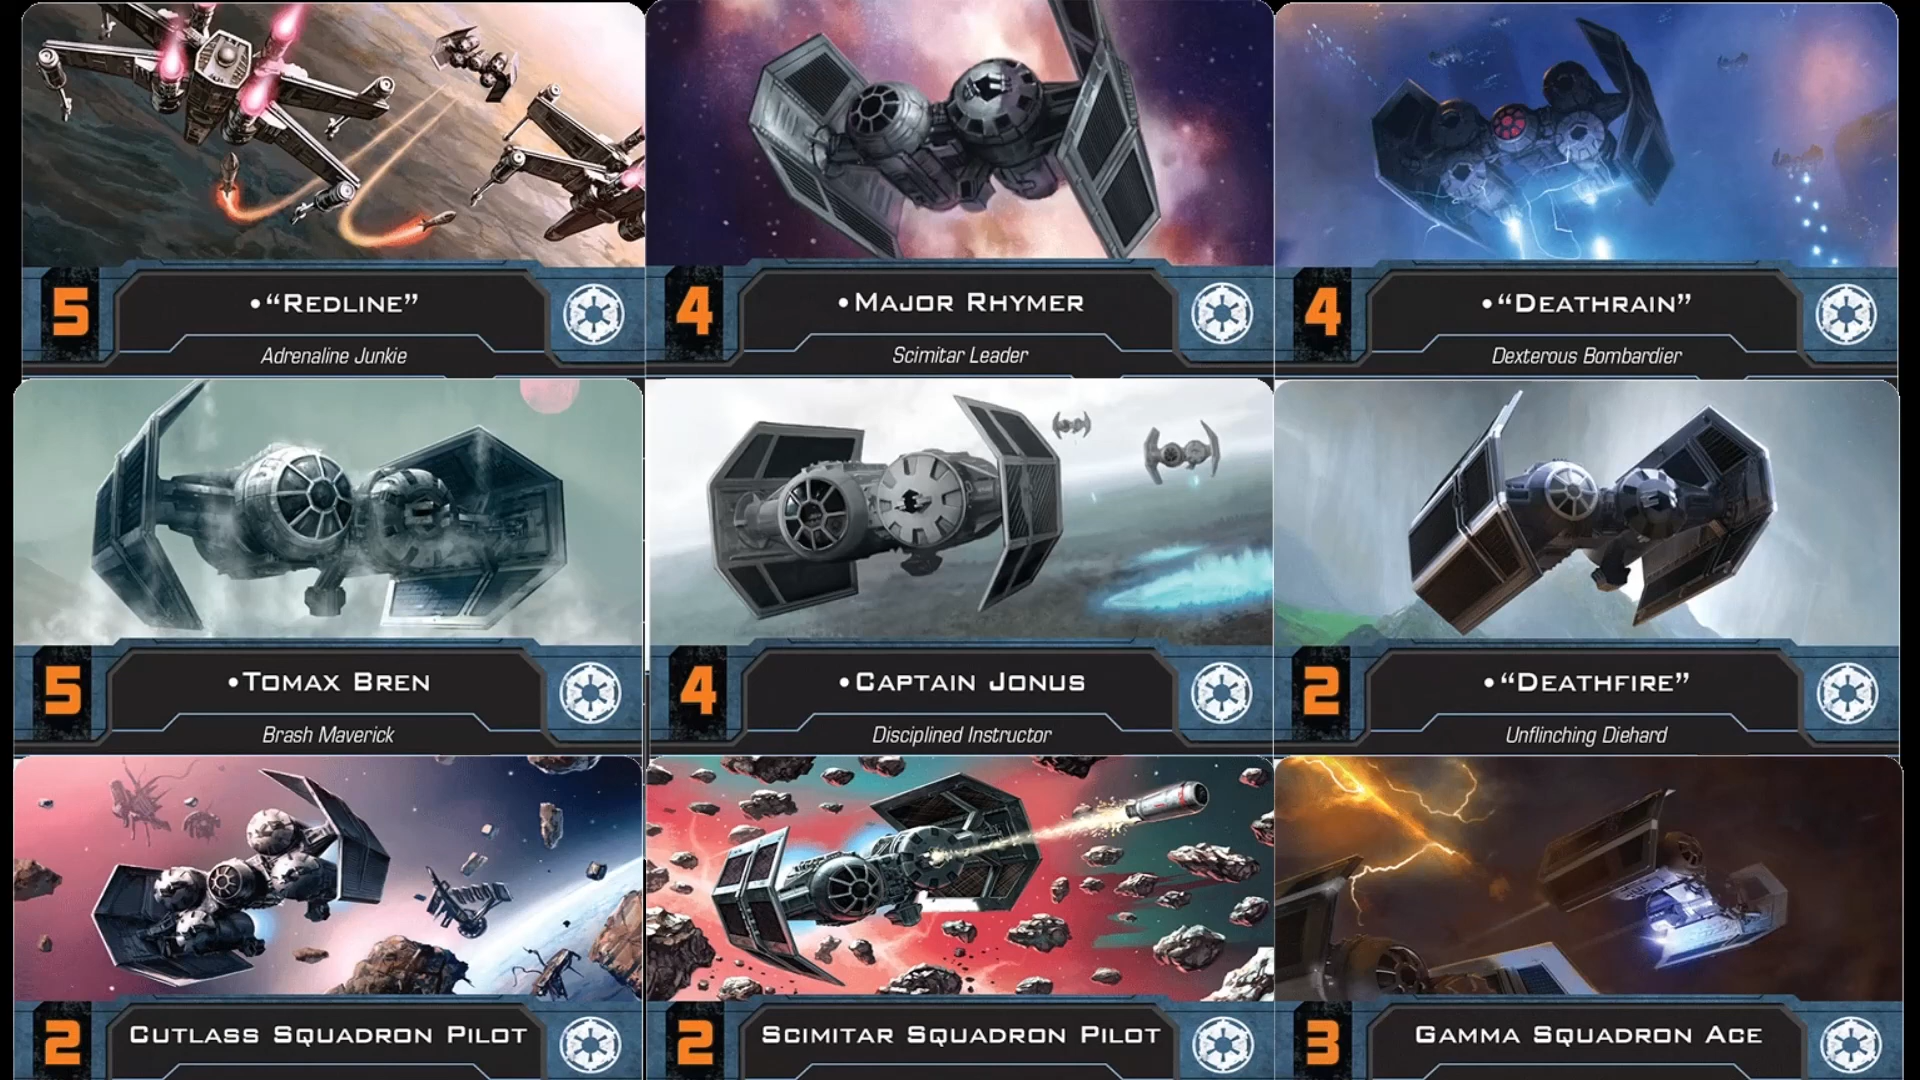 5
•“REDLINE”
Adrenaline Junkie
4
•MAJOR RHYMER
Scimitar Leader
4
•“DEATHRAIN”
Dexterous Bombardier
5
•TOMAX BREN
Brash Maverick
4
•CAPTAIN JONUS
Disciplined Instructor
2
•“DEATHFIRE”
Unflinching Diehard
2
CUTLASS SQUADRON PILOT
2
SCIMITAR SQUADRON PILOT
3
GAMMA SQUADRON ACE